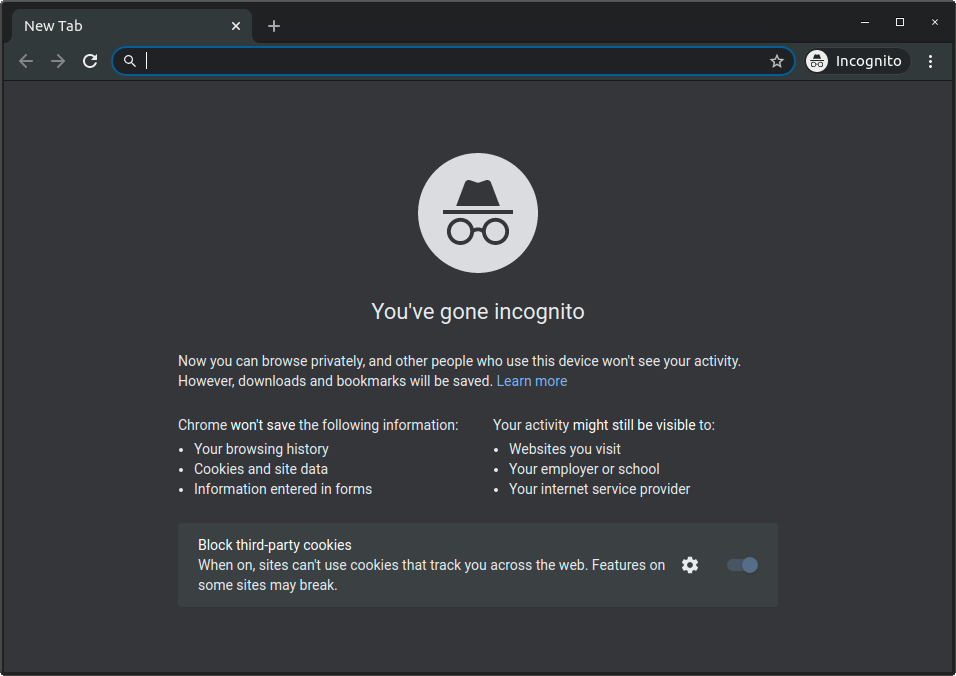 New Tab
Incognito
You've gone incognito
Now you can browse privately, and other people who use this device won't see your activity.
However, downloads and bookmarks will be saved. Learn more
Chrome won't save the following information:
• Your browsing history
• Cookies and site data
• Information entered in forms
Your activity might still be visible to:
• Websites you visit
• Your employer or school
• Your internet service provider
Block third-party cookies
When on, sites can't use cookies that track you across the web. Features on
some sites may break.